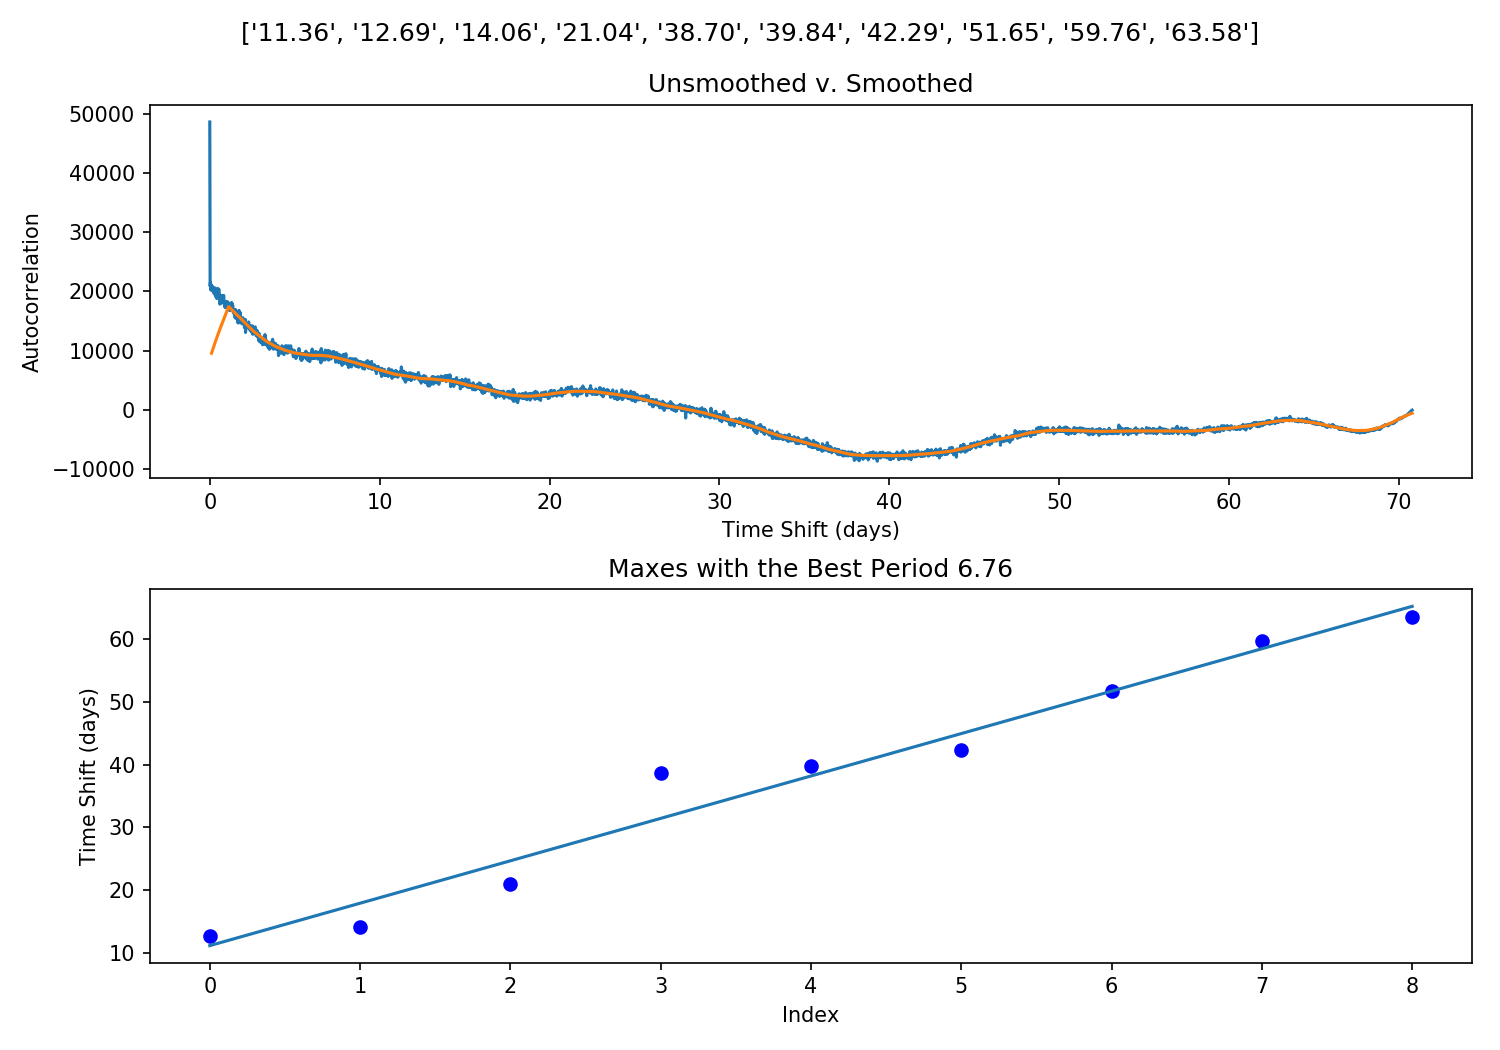 ['11.36', '12.69', '14.06', '21.04', '38.70', '39.84', '42.29', '51.65', '59.76', '63.58']
Unsmoothed v. Smoothed
50000
40000
30000
20000
10000
0
−10000
Autocorrelation
0 10 20 30 40 50 60 70
Time Shift (days)
Maxes with the Best Period 6.76
60
50
40
30
20
10
Time Shift (days)
0 1 2 3 4 5 6 7 8
Index